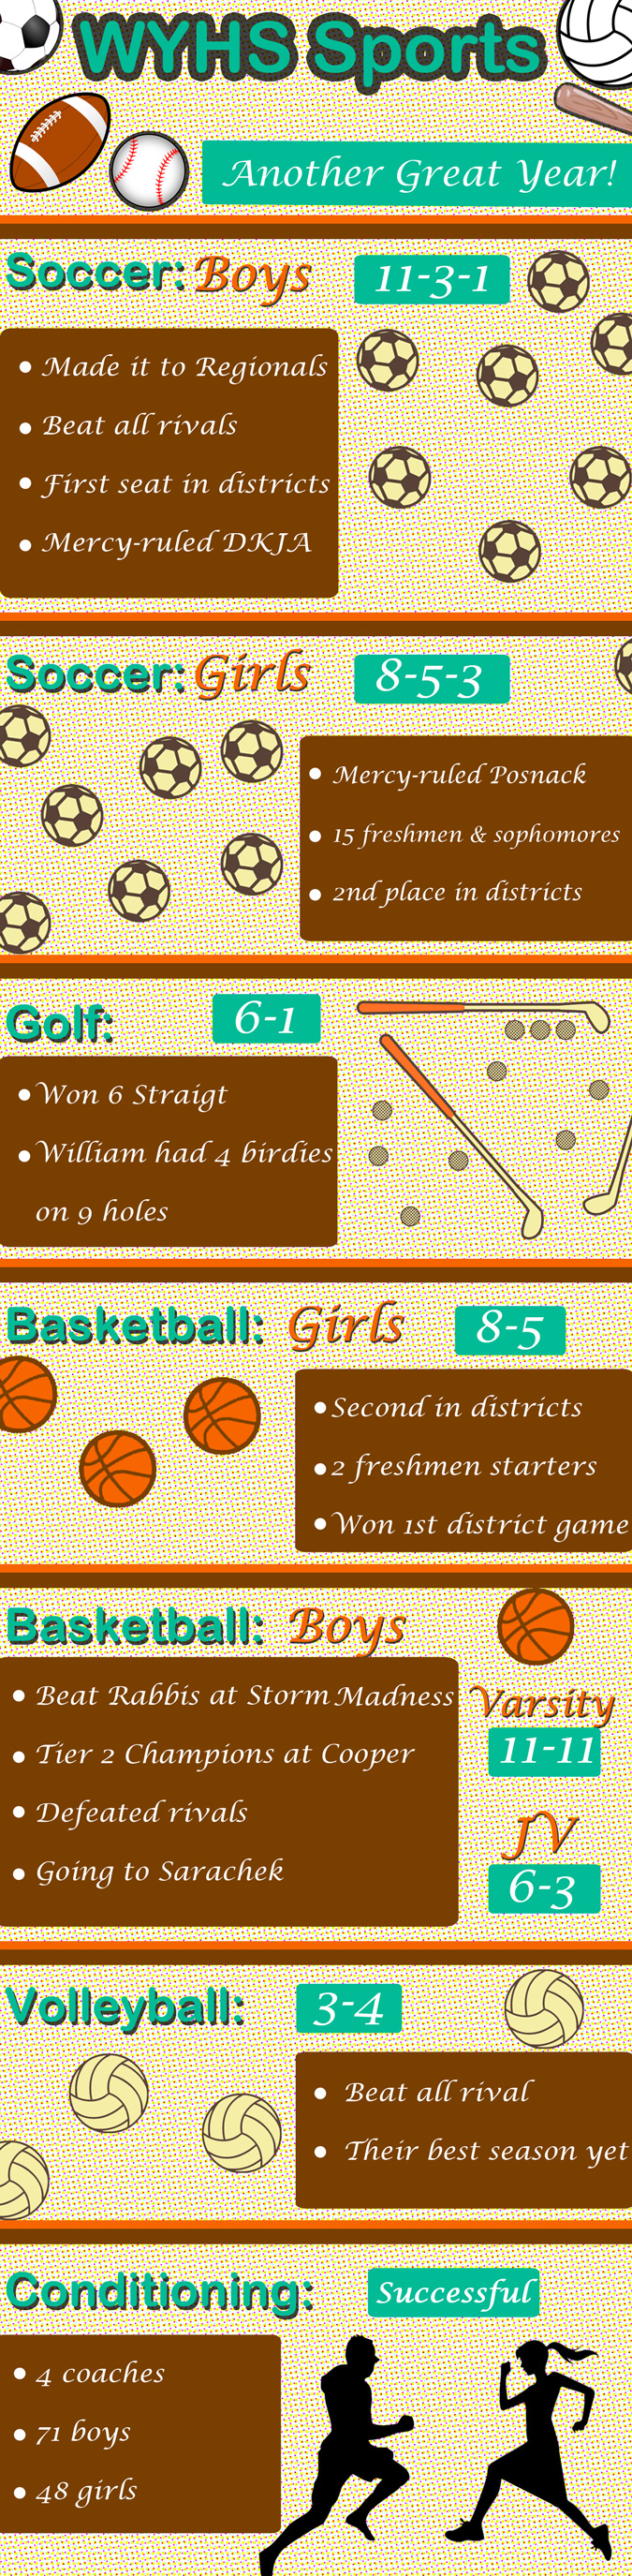 WYHS Sports
Another Great Year!
Soccer: Boys 11-3-1
Made it to Regionals
Beat all rivals
First seat in districts
Mercy-ruled DKJA
Soccer: Girls 8-5-3
Mercy-ruled Posnack
15 freshmen & soph0mores
2nd place in districts
Golf: 6-1
Won 6 Straigt
William had 4 birdies
on 9 holes
Basketball: Girls 8-5
Second in districts
2 freshmen starters
Won 1st district game
Basketball: Boys
Beat Rabbis at Storm Madness
Tier 2 Champions at Cooper
Defeated rivals
Going to Sarachek
Varsity
11-11
JV
6-3
Volleyball: 3-4
Beat all rival
Their best season yet
Conditioning: Successful
4 coaches
71 boys
48 girls